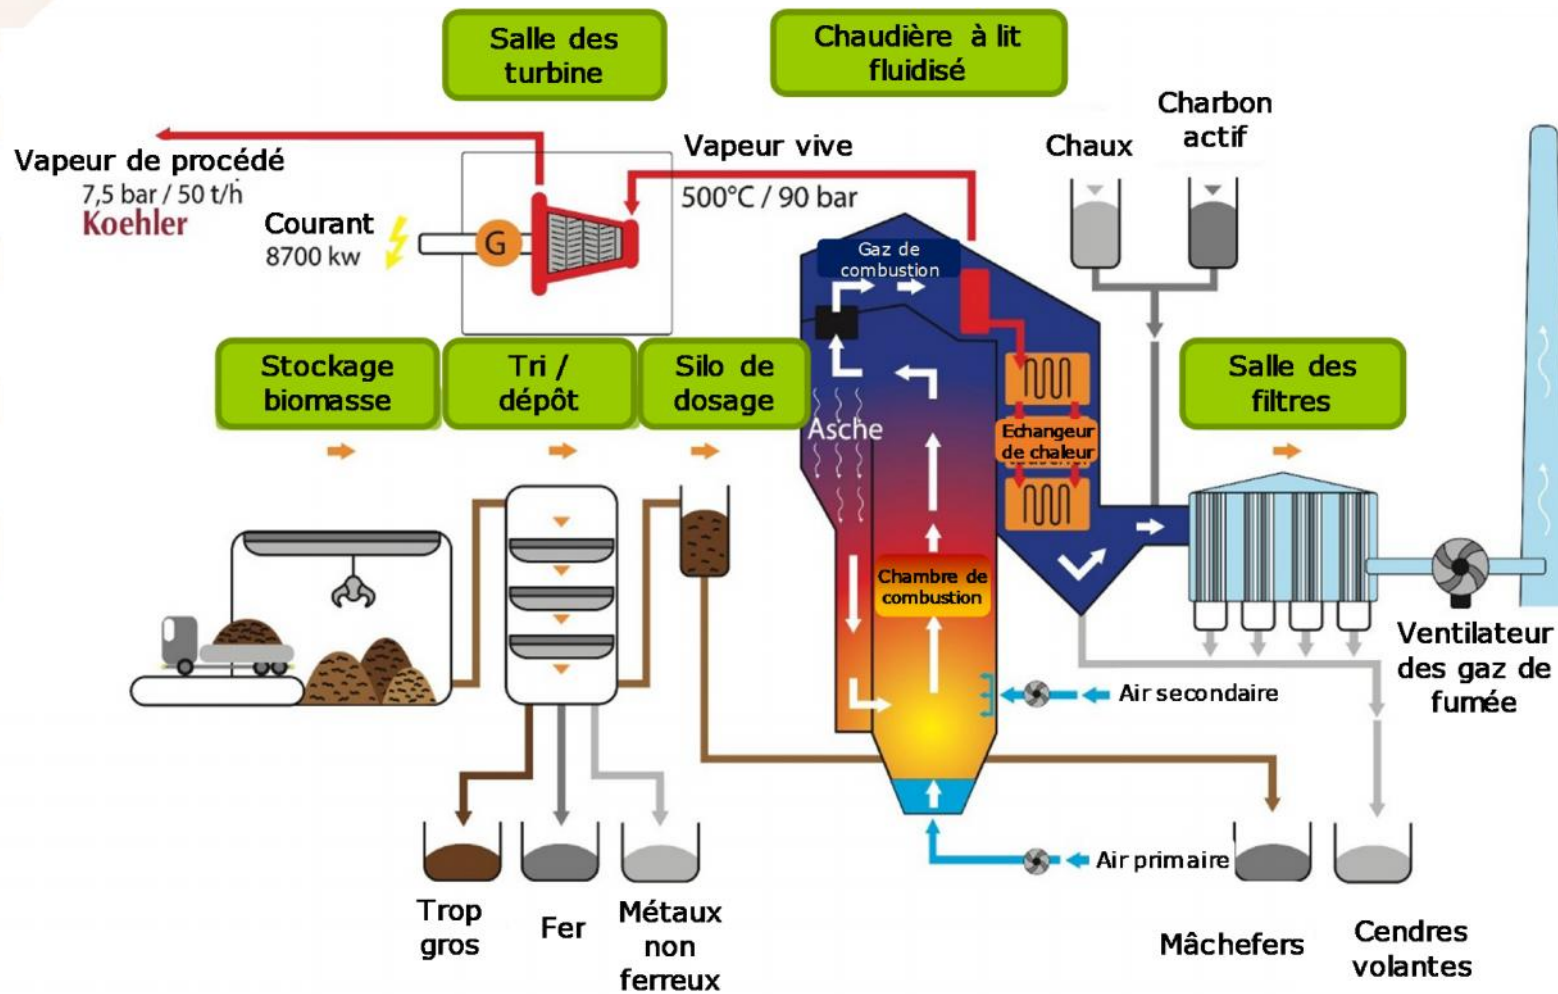 Salle des
turbine
Chaudière à lit
fluidisé
Charbon
actif
Chaux
Vapeur de procédé
7,5 bar / 50 t/h
Koehler
Vapeur vive
500°C / 90 bar
Courant
8700 kw
G
Gaz de
combustion
Stockage
biomasse
Tri /
dépôt
Silo de
dosage
Salle des
filtres
Asche
Echangeur
de chaleur
Chambre de
combustion
Ventilateur
des gaz de
fumée
Air secondaire
Air primaire
Trop
gros
Fer
Métaux
non
ferreux
Mâchefers
Cendres
volantes